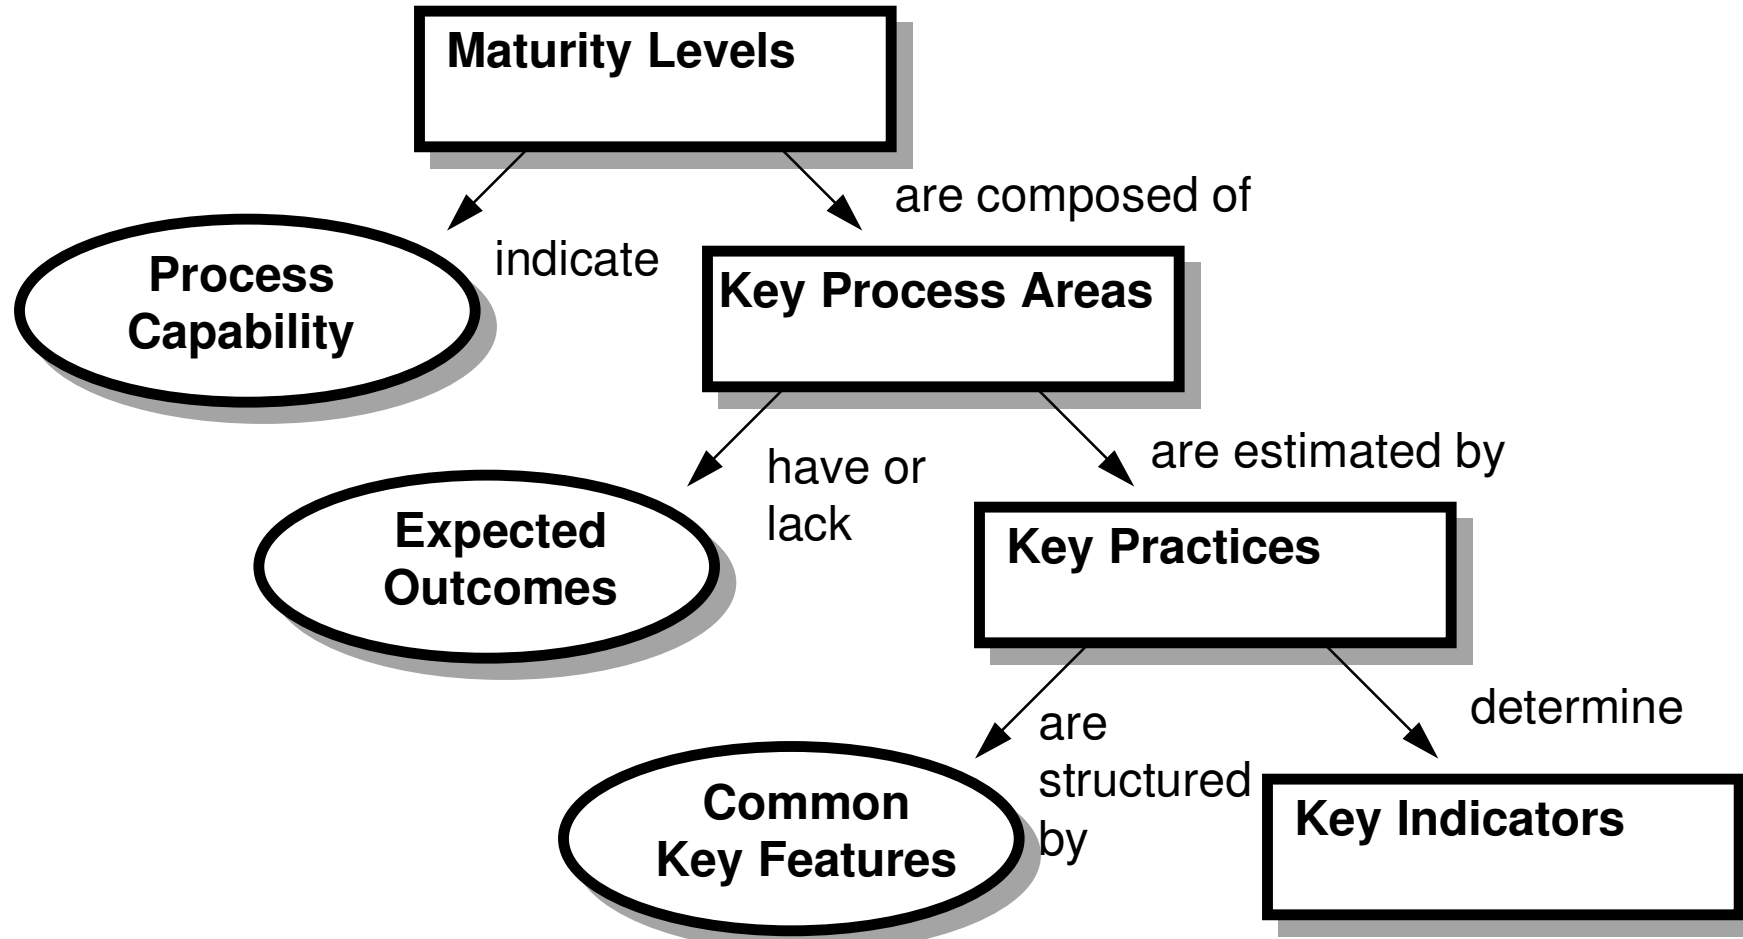 Maturity Levels
are composed of
indicate
Process
Capability
Key Process Areas
have or
lack
are estimated by
Expected
Outcomes
Key Practices
are
structured
by
determine
Common
Key Features
Key Indicators